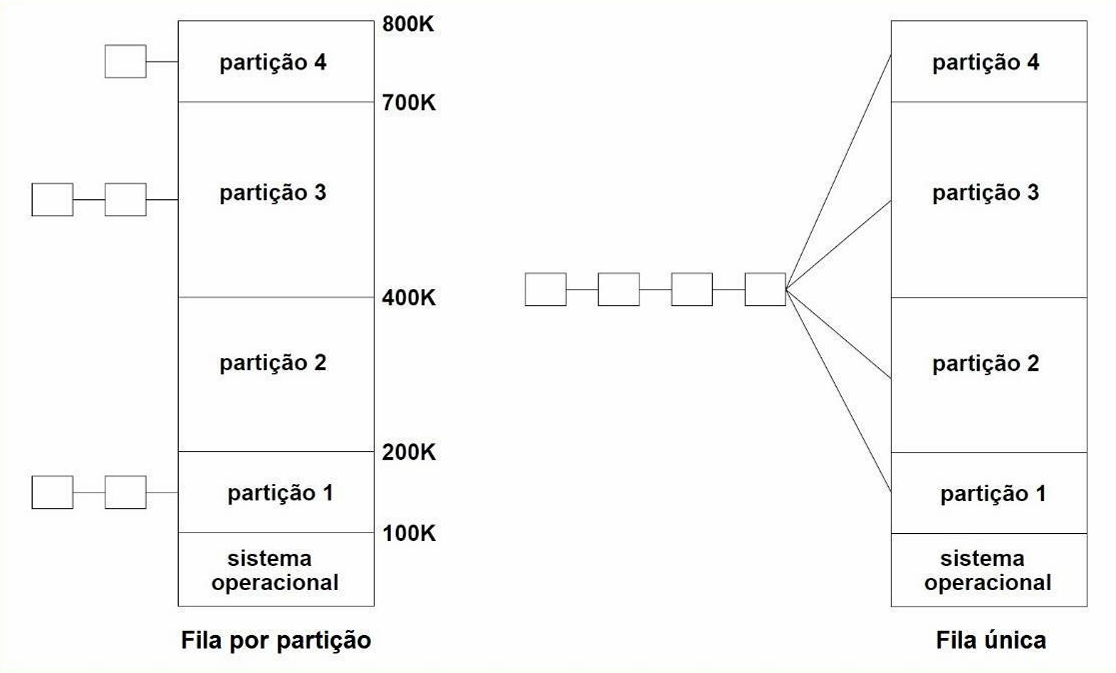 800K
partição 4
700K
partição 3
400K
partição 2
200K
partição 1
100K
sistema
operacional
Fila por partição
partição 4
partição 3
partição 2
partição 1
sistema
operacional
Fila única